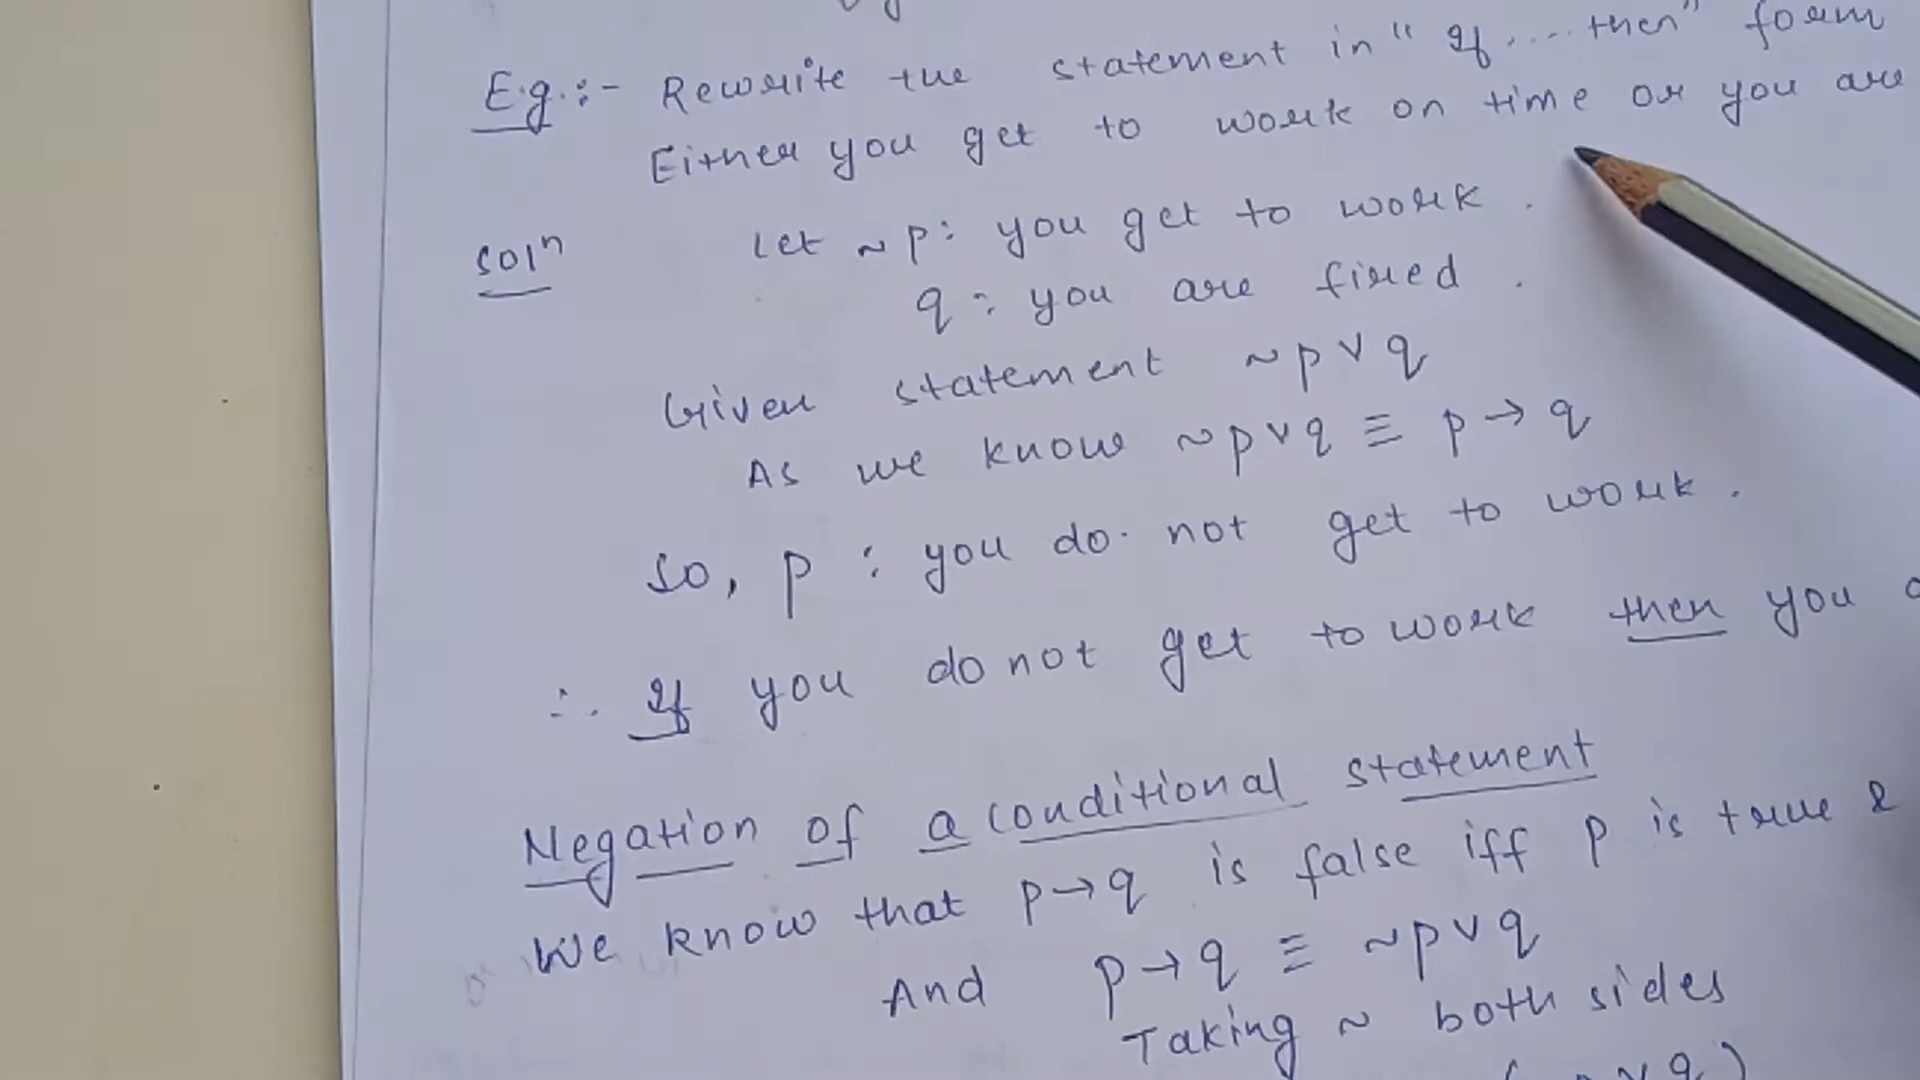 E.g.:- Rewrite the statement in "If....then" form
Either you get to work on time or you are
Solⁿ Let ~p: you get to work.
q: you are fired.
Given statement ~p∨q
As we know ~p∨q ≡ p→q
So, p : you do not get to work.
∴ If you do not get to work then you
Negation of a conditional statement
We know that p→q is false iff p is true &
And p→q ≡ ~p∨q
Taking ~ both sides